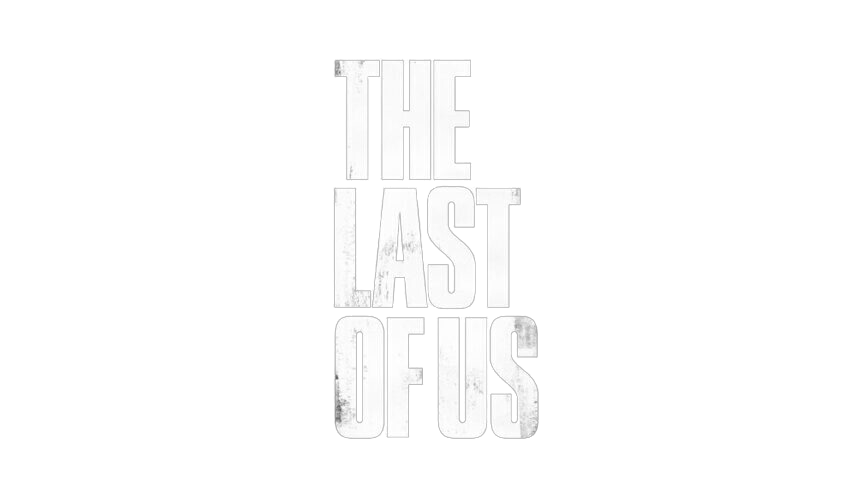 THE
LAST
OF US